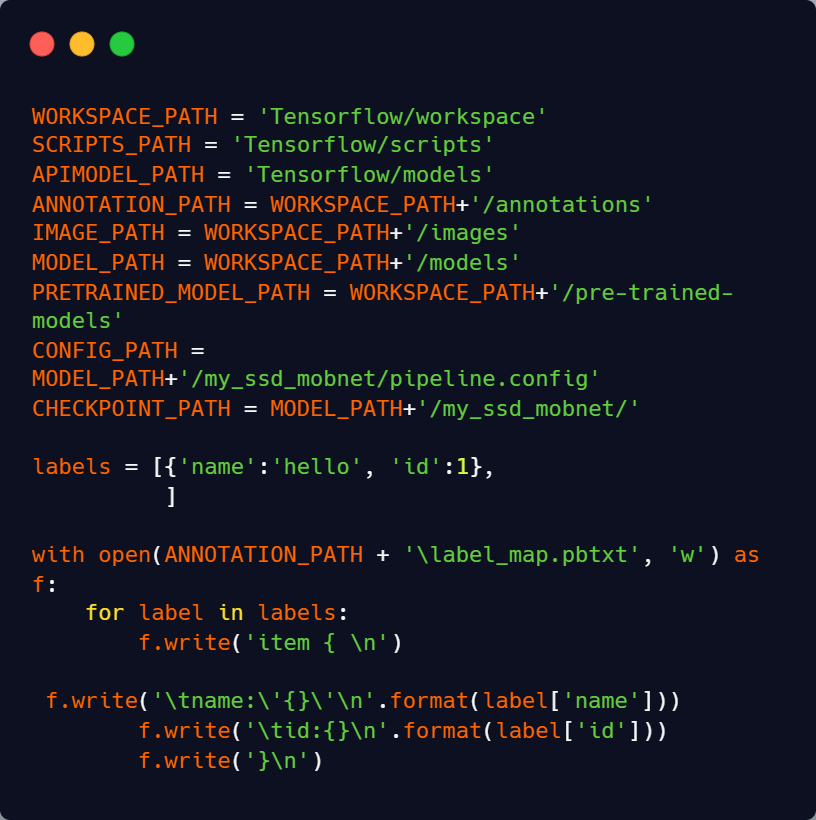 WORKSPACE_PATH = 'Tensorflow/workspace'
SCRIPTS_PATH = 'Tensorflow/scripts'
APIMODEL_PATH = 'Tensorflow/models'
ANNOTATION_PATH = WORKSPACE_PATH+'/annotations'
IMAGE_PATH = WORKSPACE_PATH+'/images'
MODEL_PATH = WORKSPACE_PATH+'/models'
PRETRAINED_MODEL_PATH = WORKSPACE_PATH+'/pre-trained-
models'
CONFIG_PATH =
MODEL_PATH+'/my_ssd_mobnet/pipeline.config'
CHECKPOINT_PATH = MODEL_PATH+'/my_ssd_mobnet/'

labels = [{'name':'hello', 'id':1},
          ]

with open(ANNOTATION_PATH + '\label_map.pbtxt', 'w') as
f:
    for label in labels:
        f.write('item { \n')

 f.write('\tname:\'{}\'\n'.format(label['name']))
        f.write('\tid:{}\n'.format(label['id']))
        f.write('}\n')